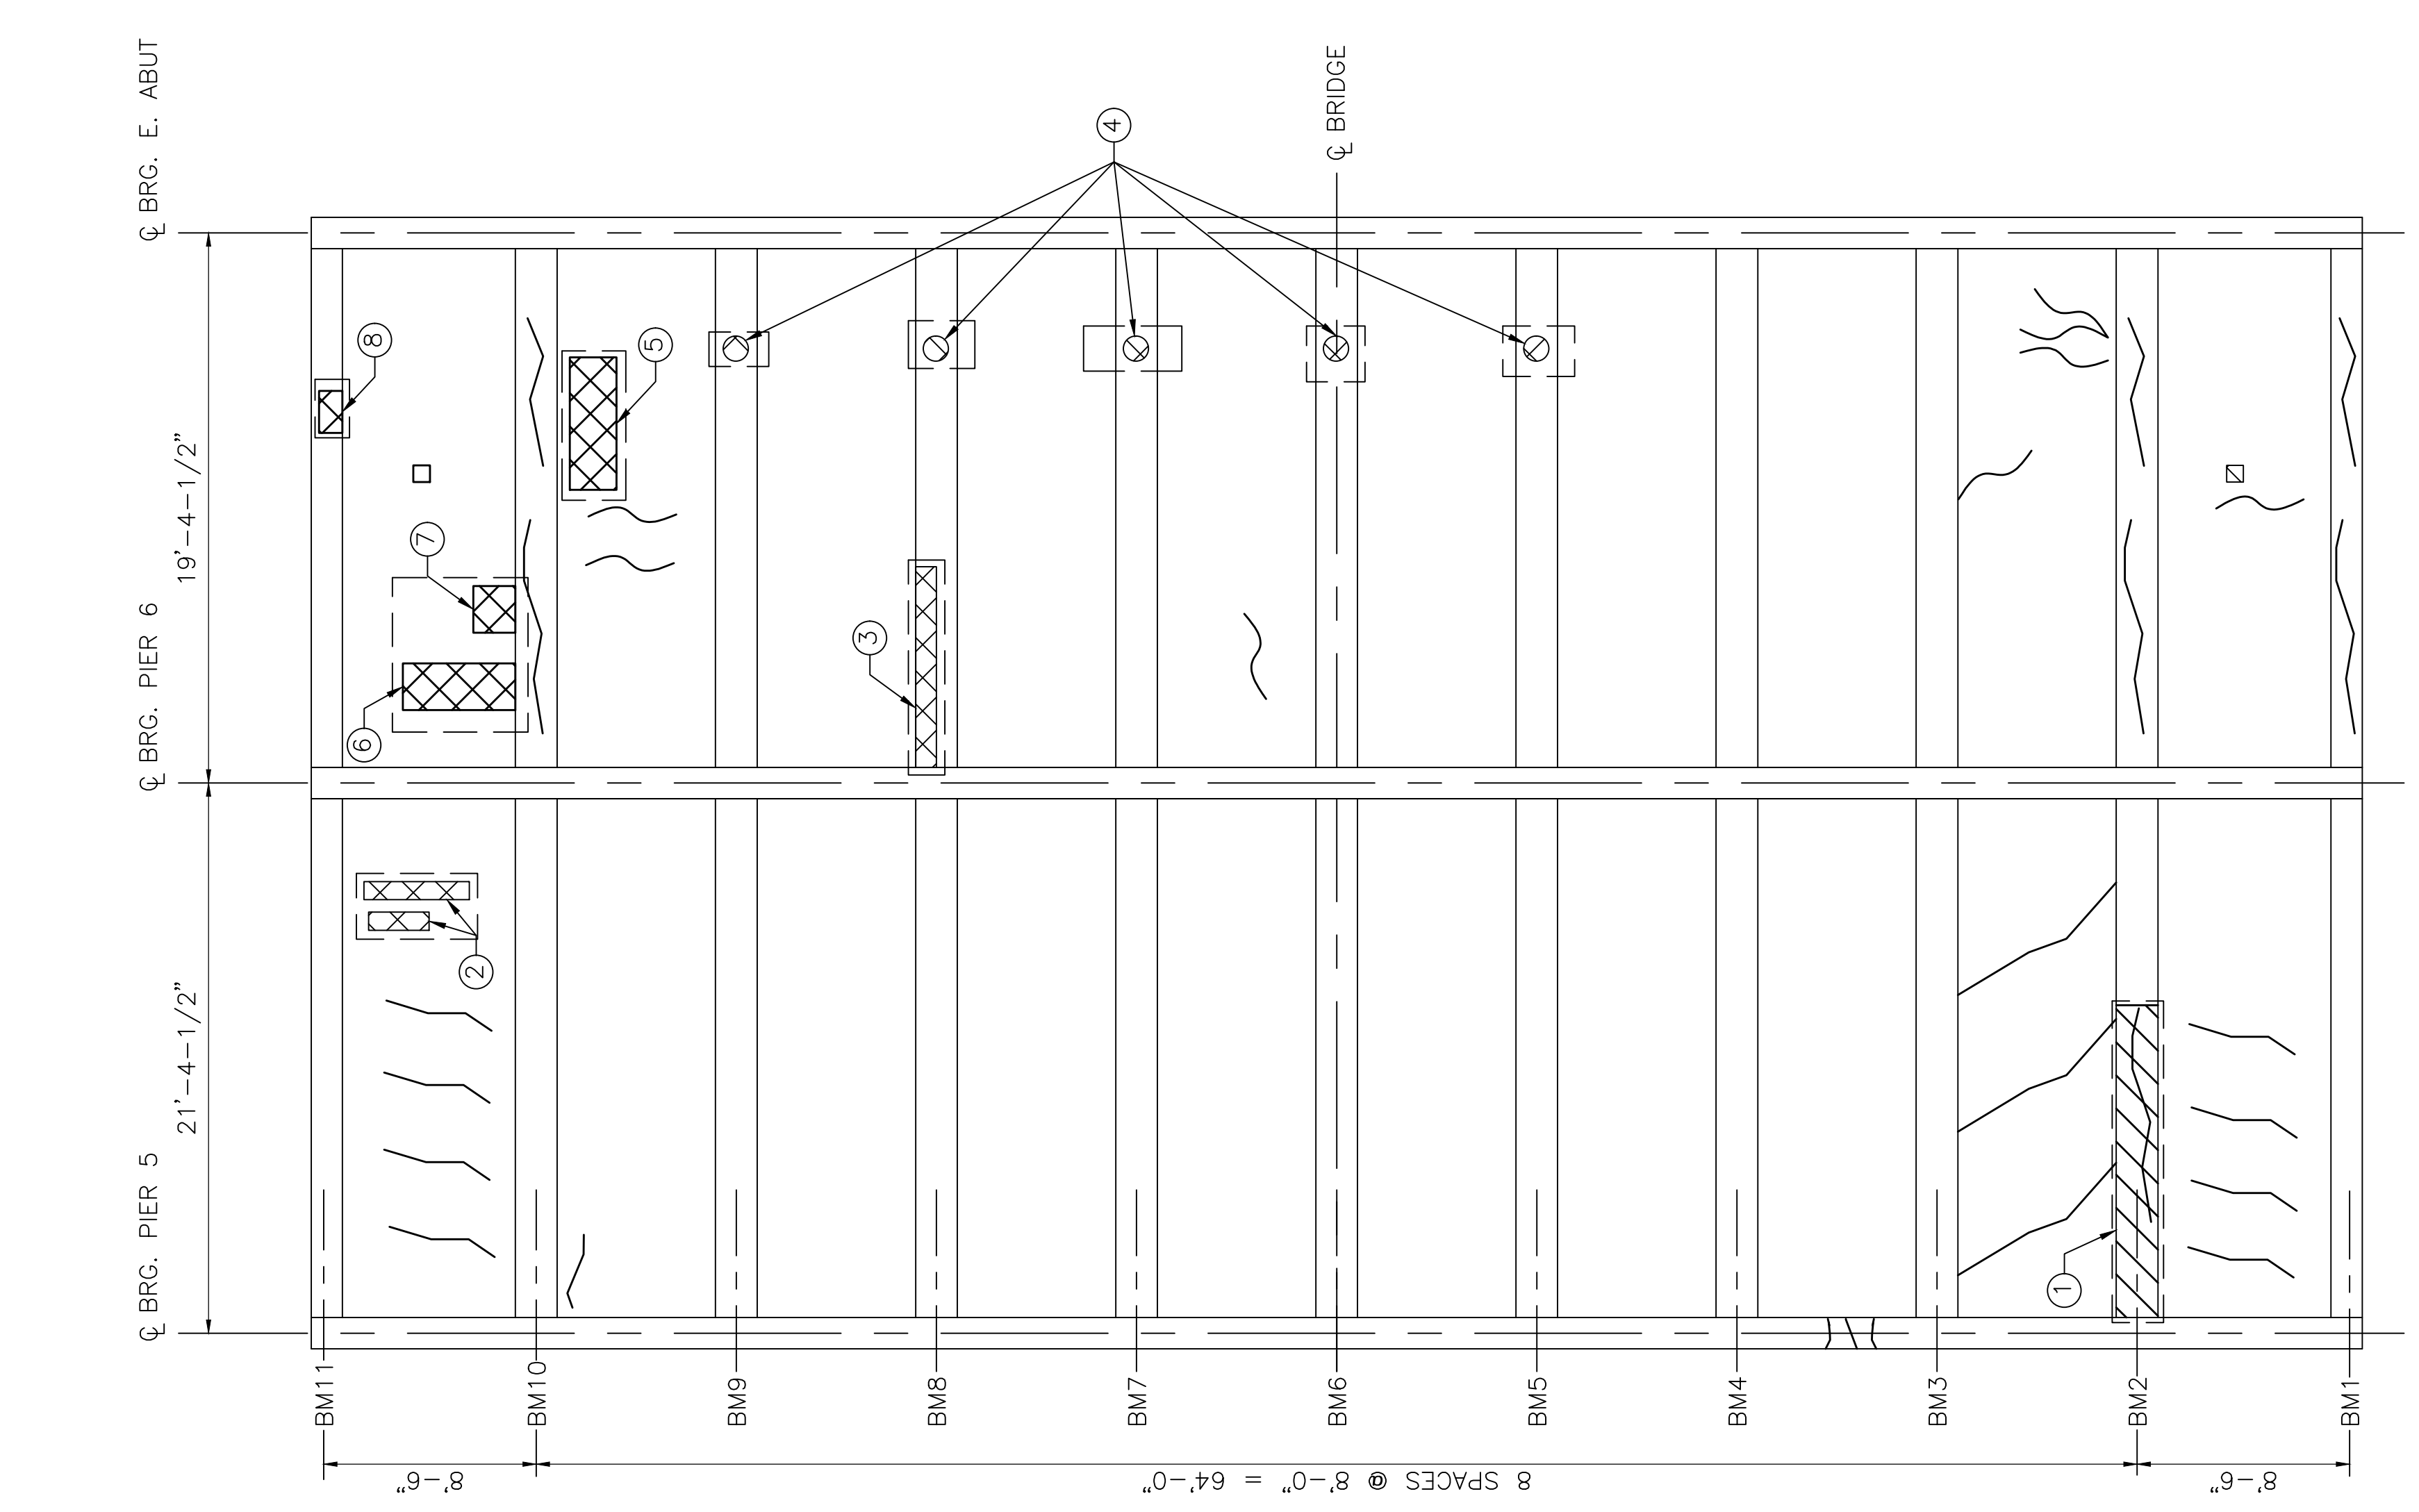 ℄ BRG. PIER 5
℄ BRG. PIER 6
℄ BRG. E. ABUT
21'-4-1/2"
19'-4-1/2"
8
5
4
℄ BRIDGE
7
6
3
2
1
BM11
BM10
BM9
BM8
BM7
BM6
BM5
BM4
BM3
BM2
BM1
8'-6"
8 SPACES @ 8'-0" = 64'-0"
8'-6"